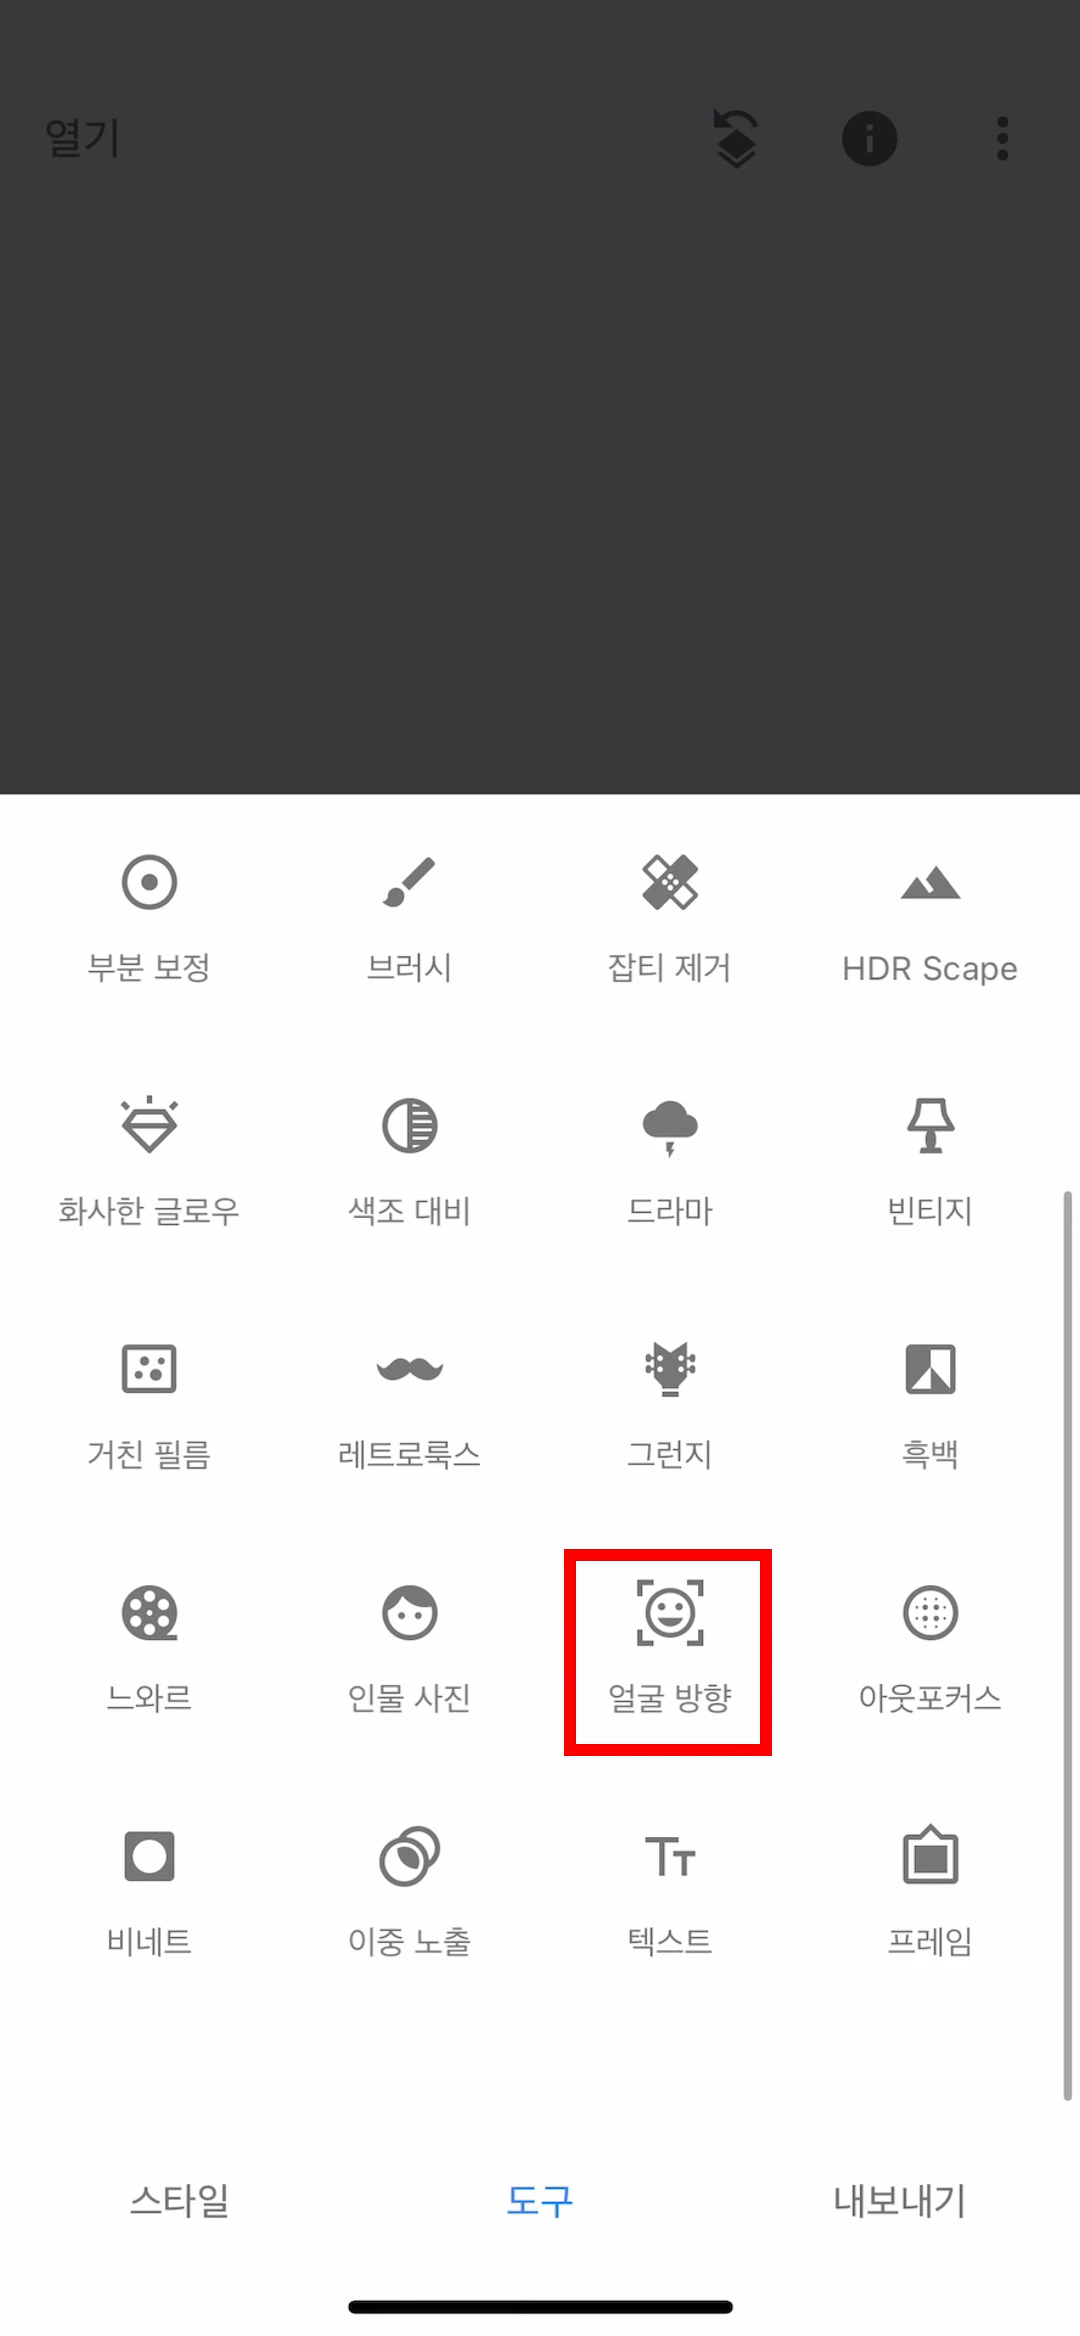 열기
부분 보정
브러시
잡티 제거
HDR Scape
화사한 글로우
색조 대비
드라마
빈티지
거친 필름
레트로룩스
그런지
흑백
느와르
인물 사진
얼굴 방향
아웃포커스
비네트
이중 노출
텍스트
프레임
스타일
도구
내보내기